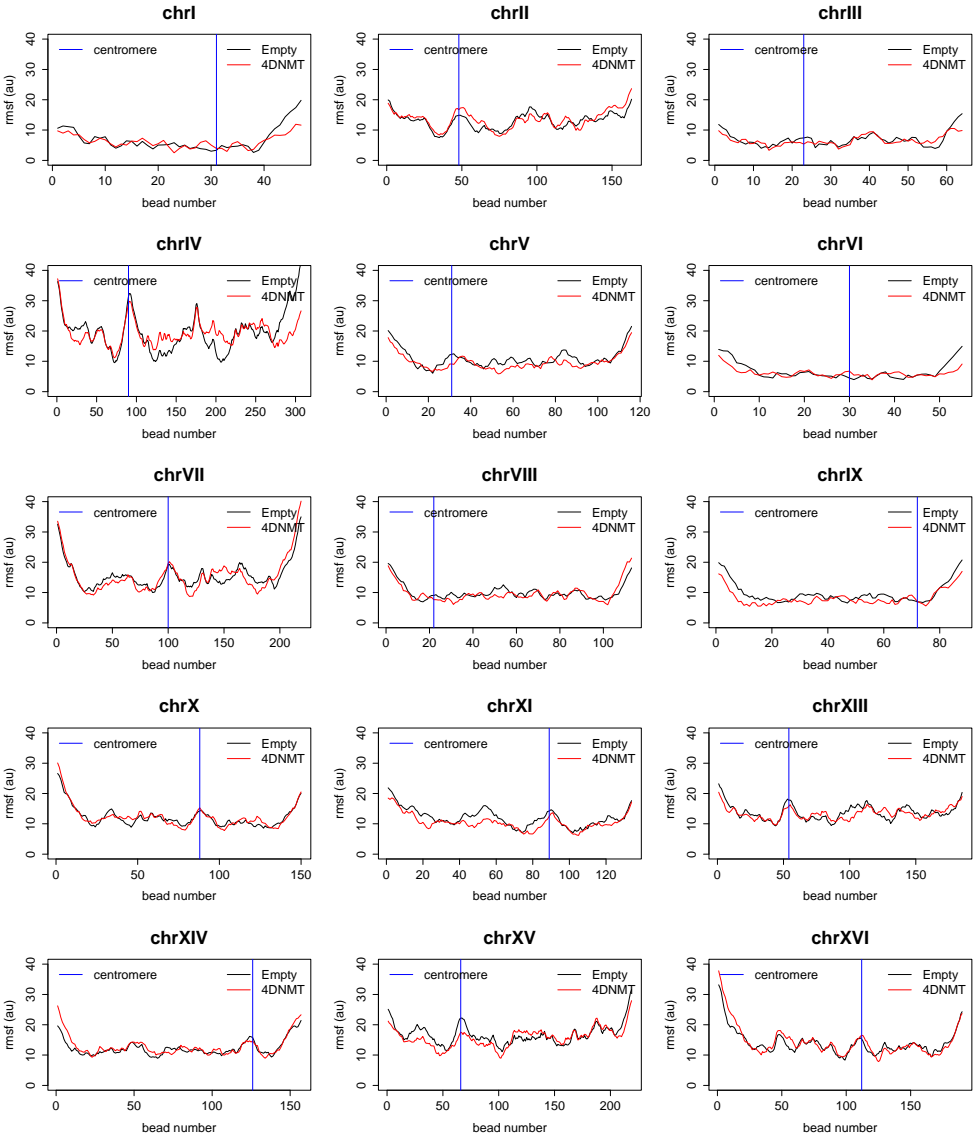 chrI
rmsf (au)
0 10 20 30 40
centromere
Empty
4DNMT
0 10 20 30 40
bead number
chrII
rmsf (au)
0 10 20 30 40
centromere
Empty
4DNMT
0 50 100 150
bead number
chrIII
rmsf (au)
0 10 20 30 40
centromere
Empty
4DNMT
0 10 20 30 40 50 60
bead number
chrIV
rmsf (au)
0 10 20 30 40
centromere
Empty
4DNMT
0 50 100 150 200 250 300
bead number
chrV
rmsf (au)
0 10 20 30 40
centromere
Empty
4DNMT
0 20 40 60 80 100 120
bead number
chrVI
rmsf (au)
0 10 20 30 40
centromere
Empty
4DNMT
0 10 20 30 40 50
bead number
chrVII
rmsf (au)
0 10 20 30 40
centromere
Empty
4DNMT
0 50 100 150 200
bead number
chrVIII
rmsf (au)
0 10 20 30 40
centromere
Empty
4DNMT
0 20 40 60 80 100
bead number
chrIX
rmsf (au)
0 10 20 30 40
centromere
Empty
4DNMT
0 20 40 60 80
bead number
chrX
rmsf (au)
0 10 20 30 40
centromere
Empty
4DNMT
0 50 100 150
bead number
chrXI
rmsf (au)
0 10 20 30 40
centromere
Empty
4DNMT
0 20 40 60 80 100 120
bead number
chrXIII
rmsf (au)
0 10 20 30 40
centromere
Empty
4DNMT
0 50 100 150
bead number
chrXIV
rmsf (au)
0 10 20 30 40
centromere
Empty
4DNMT
0 50 100 150
bead number
chrXV
rmsf (au)
0 10 20 30 40
centromere
Empty
4DNMT
0 50 100 150 200
bead number
chrXVI
rmsf (au)
0 10 20 30 40
centromere
Empty
4DNMT
0 50 100 150
bead number